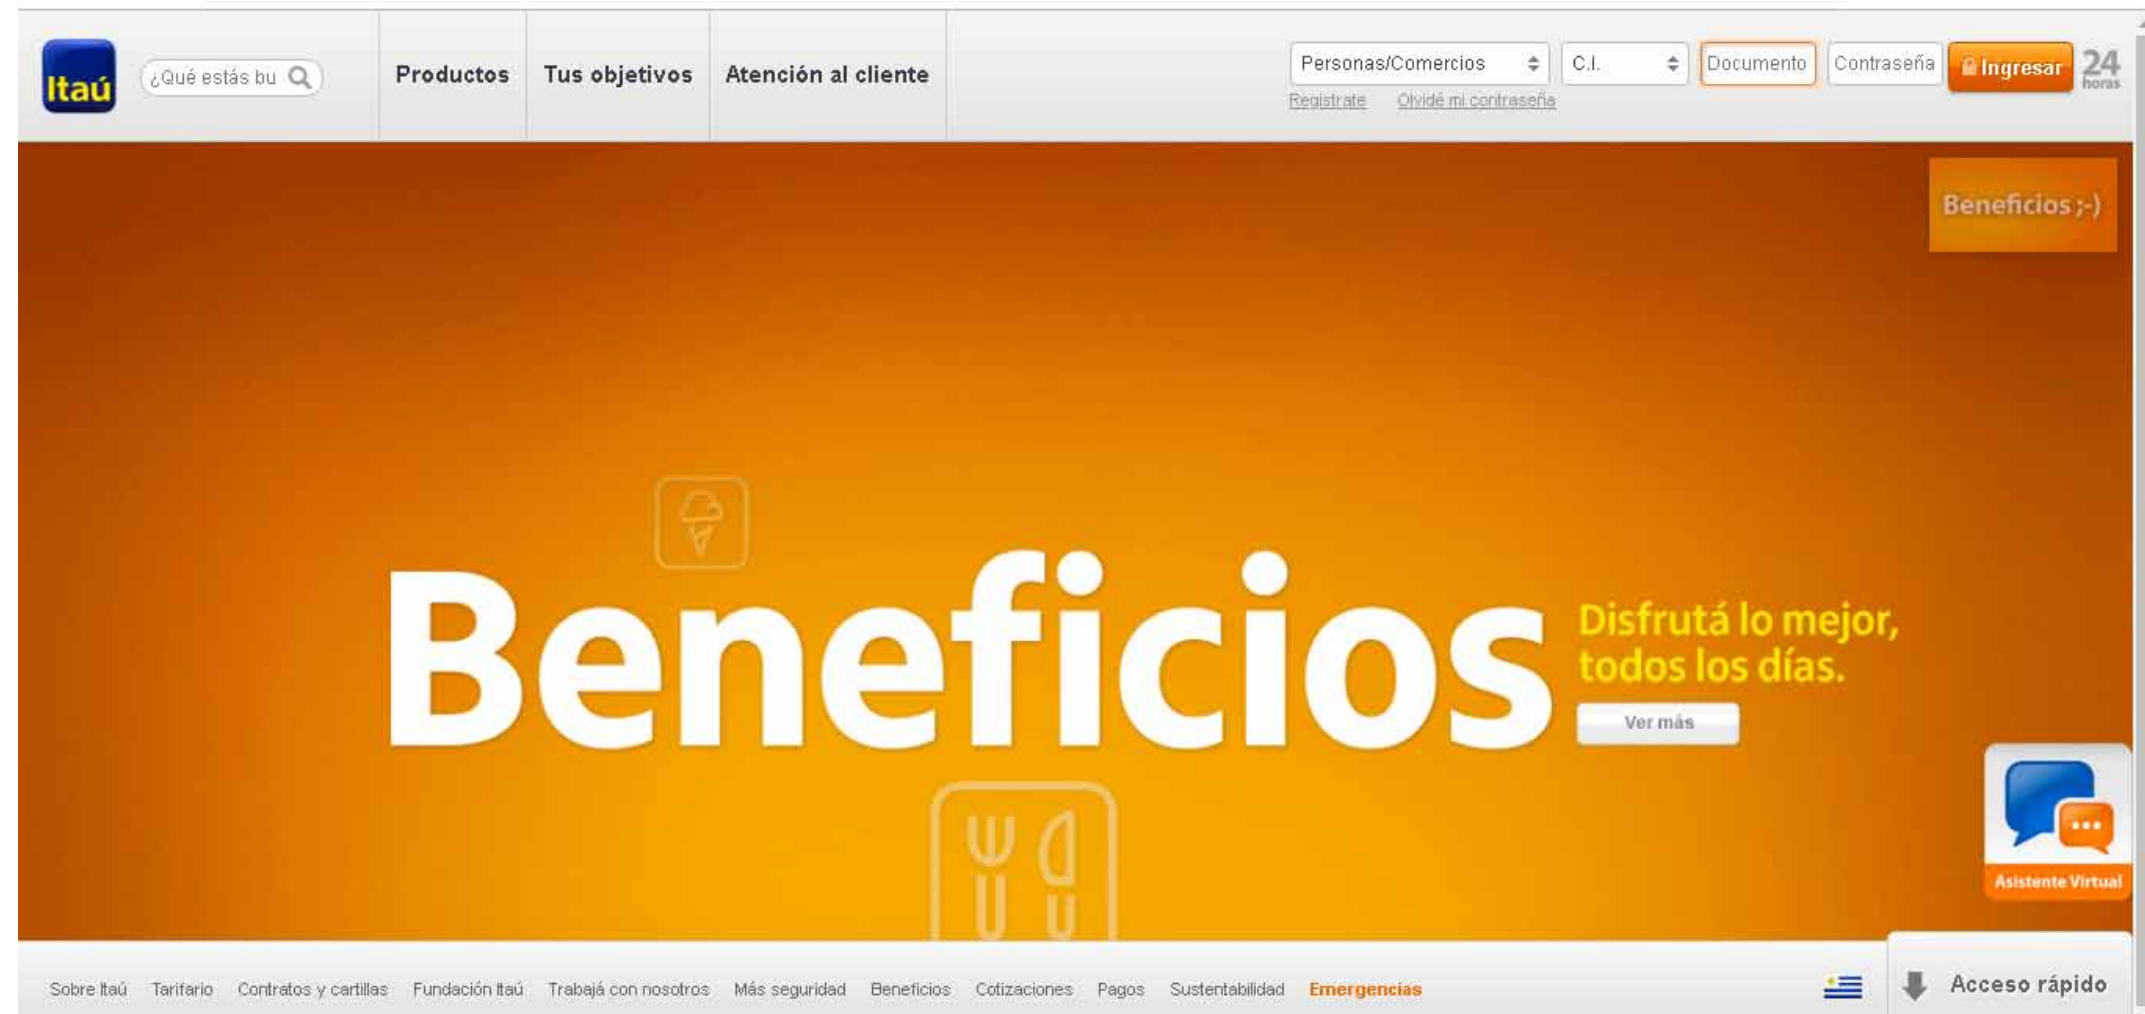 Itaú
¿Qué estás bu
Productos
Tus objetivos
Atención al cliente
Personas/Comercios
C.I.
Documento
Contraseña
Ingresar
24
horas
Registrate
Olvidé mi contraseña
Beneficios ;-)
Beneficios
Disfrutá lo mejor,
todos los días.
Ver más
Asistente Virtual
Sobre Itaú Tarifario Contratos y cartillas Fundación Itaú Trabajá con nosotros Más seguridad Beneficios Cotizaciones Pagos Sustentabilidad Emergencias
Acceso rápido